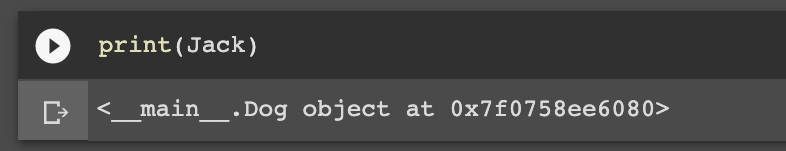 print(Jack)
<__main__.Dog object at 0x7f0758ee6080>